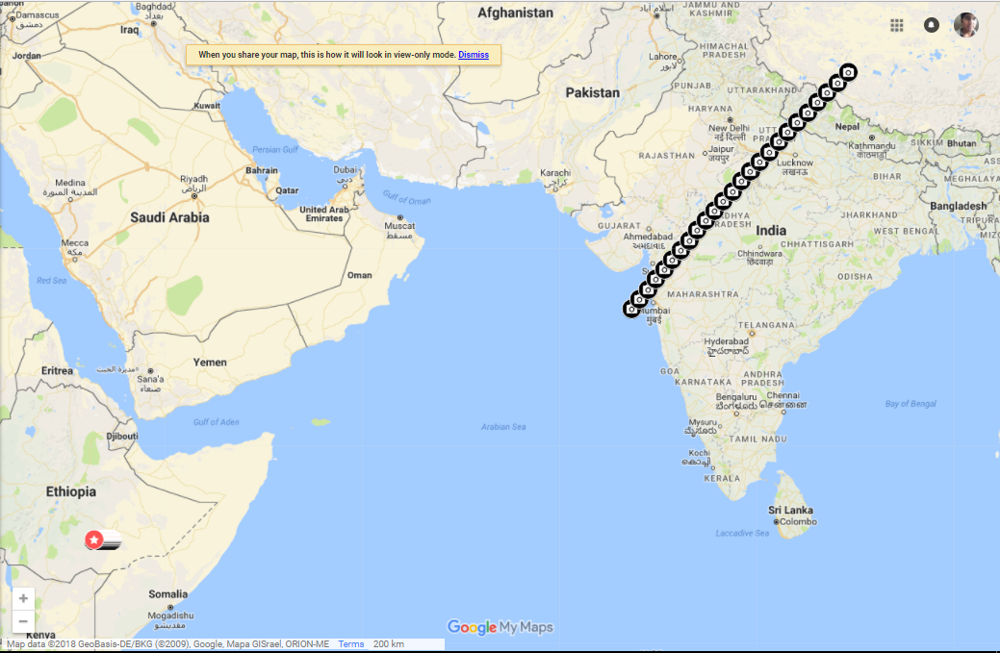 Damascus
دمشق
Baghdad
بغداد
Iraq
Jordan
When you share your map, this is how it will look in view-only mode. Dismiss
Afghanistan
JAMMU AND
KASHMIR
HIMACHAL
PRADESH
Lahore
لاہور
PUNJAB
UTTARAKHAND
Pakistan
HARYANA
New Delhi
नई दिल्ली
Nepal
Kathmandu
काठमाडौं
SIKKIM
Bhutan
Kuwait
Persian Gulf
Bahrain
Qatar
Dubai
دبي
Karachi
کراچی
RAJASTHAN
Jaipur
जयपुर
Lucknow
लखनऊ
BIHAR
MEGHALAYA
Medina
المدينة المنورة
Riyadh
الرياض
Saudi Arabia
United Arab
Emirates
Gulf of Oman
Muscat
مسقط
GUJARAT
Ahmedabad
અમદાવાદ
India
JHARKHAND
WEST BENGAL
Bangladesh
TRIPURA
Mecca
مكة
Red Sea
Oman
Chhindwara
छिंदवाड़ा
CHHATTISGARH
ODISHA
MAHARASHTRA
मुंबई
TELANGANA
Hyderabad
Yemen
Sana'a
صنعاء
Eritrea
GOA
KARNATAKA
ANDHRA
PRADESH
Bengaluru
ಬೆಂಗಳೂರು
Chennai
சென்னை
Gulf of Aden
Arabian Sea
Bay of Bengal
Mysuru
ಮೈಸೂರು
TAMIL NADU
Djibouti
Kochi
കൊച്ചി
KERALA
Ethiopia
Sri Lanka
Colombo
Laccadive Sea
Somalia
Mogadishu
Kenya
Google My Maps
Map data ©2018 GeoBasis-DE/BKG (©2009), Google, Mapa GISrael, ORION-ME Terms 200 km